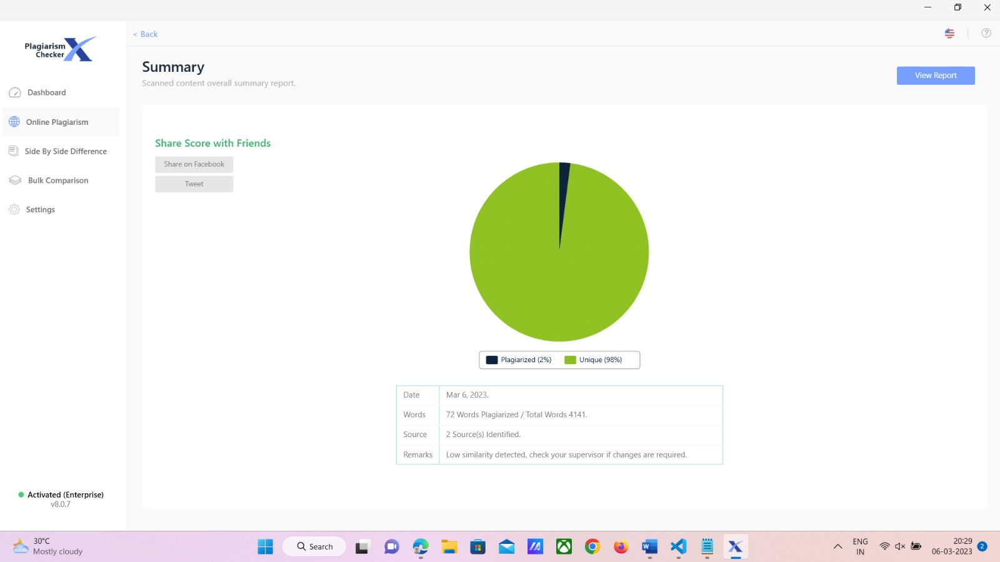 Plagiarism
Checker
< Back
Summary
Scanned content overall summary report.
View Report
Dashboard
Online Plagiarism
Side By Side Difference
Bulk Comparison
Settings
Share Score with Friends
Share on Facebook
Tweet
Plagiarized (2%) Unique (98%)
Date Mar 6, 2023.
Words 72 Words Plagiarized / Total Words 4141.
Source 2 Source(s) Identified.
Remarks Low similarity detected, check your supervisor if changes are required.
Activated (Enterprise)
v8.0.7
30°C
Mostly cloudy
Search
ENG
IN
20:29
06-03-2023
2